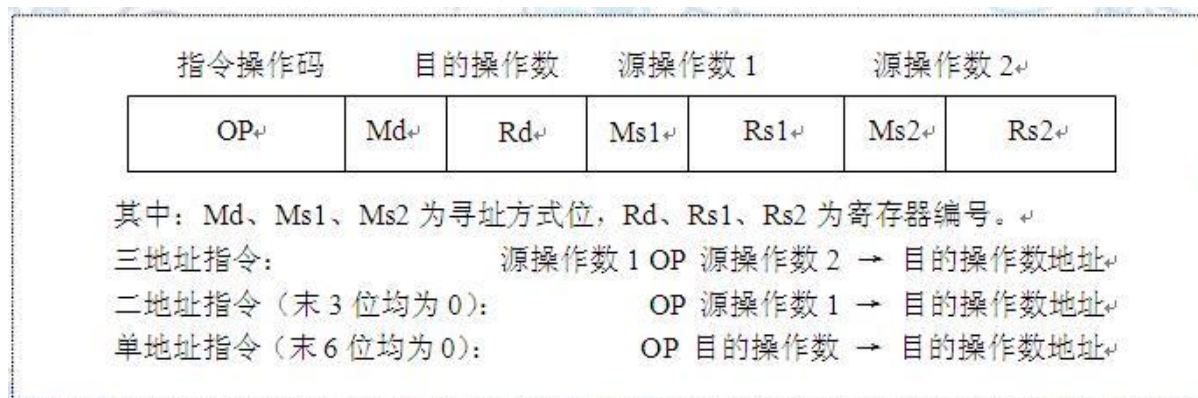 指令操作码 目的操作数 源操作数 1 源操作数 2↵
OP↵ Md↵ Rd↵ Ms1↵ Rs1↵ Ms2↵ Rs2↵
其中：Md、Ms1、Ms2 为寻址方式位，Rd、Rs1、Rs2 为寄存器编号。↵
三地址指令： 源操作数 1 OP 源操作数 2 → 目的操作数地址↵
二地址指令（末 3 位均为 0）： OP 源操作数 1 → 目的操作数地址↵
单地址指令（末 6 位均为 0）： OP 目的操作数 → 目的操作数地址↵